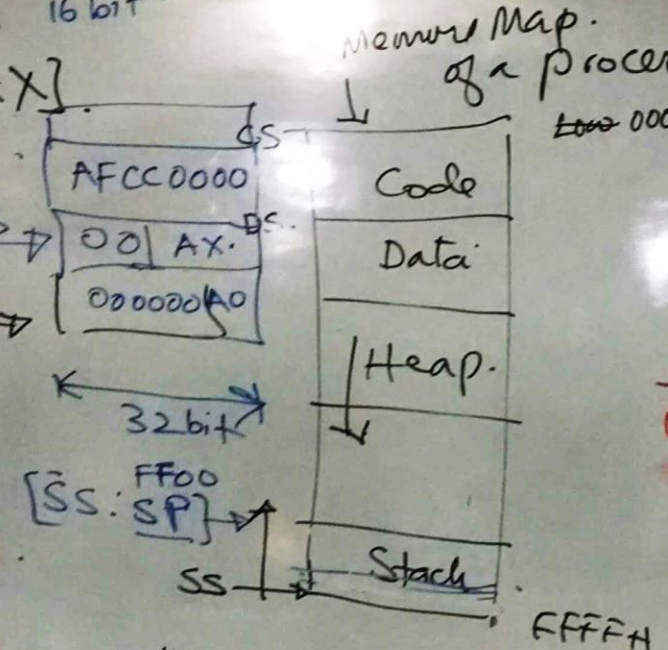 16 bit
Memory Map.
of a proce
X].
CS
000
AFCC0000
Code
DS.
00| AX.
Data
000000A0
Heap.
32bit
FF00
[SS:SP]
Stack
SS
FFFFH